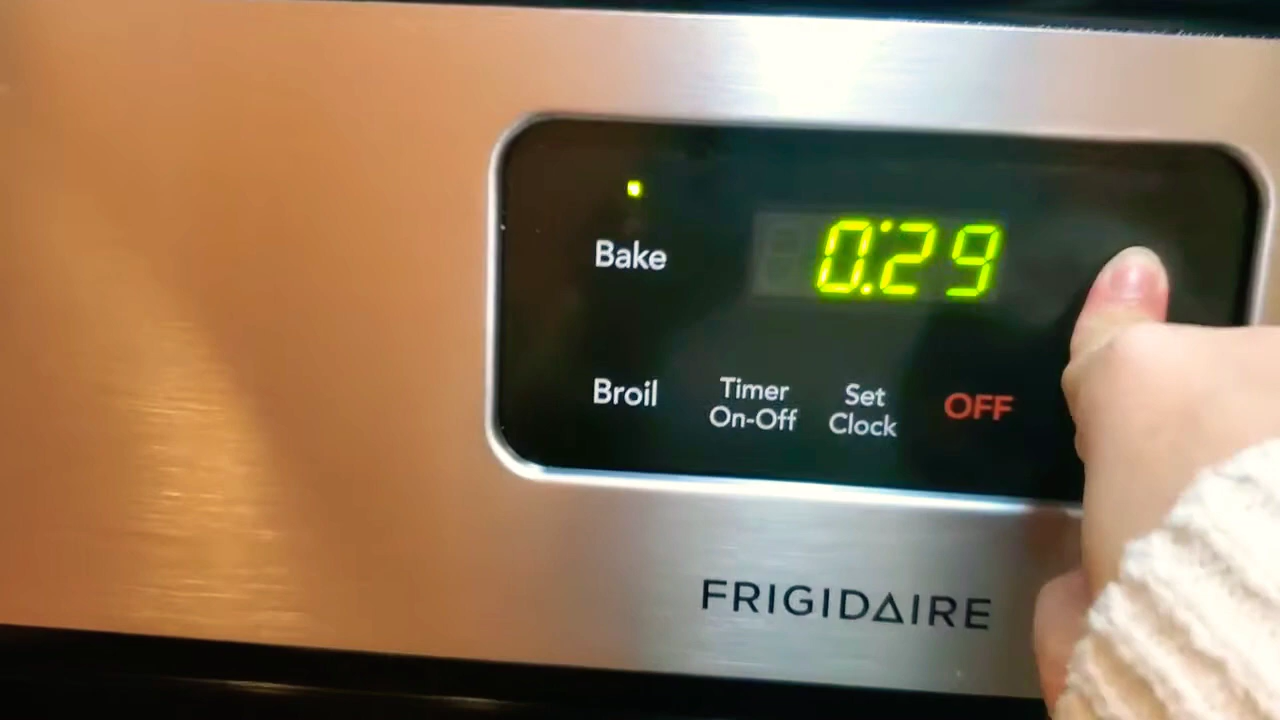 Bake
0:29
Broil
Timer
On-Off
Set
Clock
OFF
FRIGIDAIRE